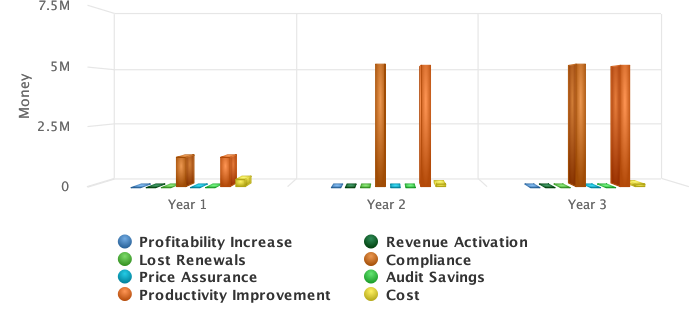 7.5M
5M
2.5M
0
Money
Year 1 Year 2 Year 3
Profitability Increase Revenue Activation
Lost Renewals Compliance
Price Assurance Audit Savings
Productivity Improvement Cost